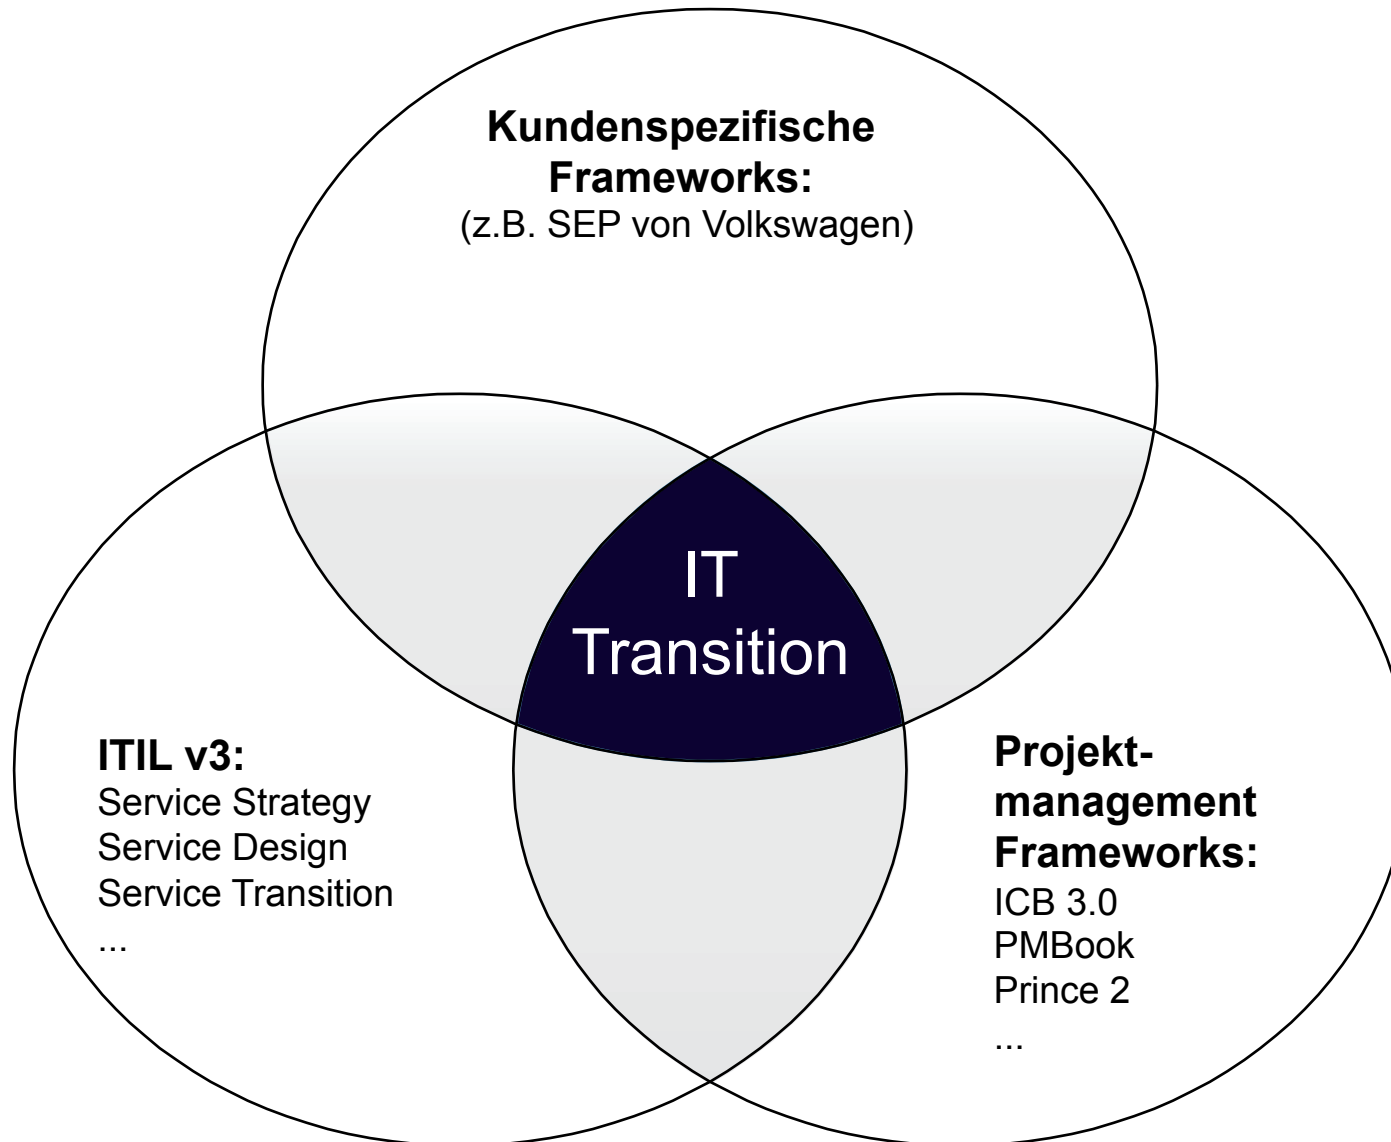 Kundenspezifische
Frameworks:
(z.B. SEP von Volkswagen)
IT
Transition
ITIL v3:
Service Strategy
Service Design
Service Transition
...
Projekt-
management
Frameworks:
ICB 3.0
PMBook
Prince 2
...